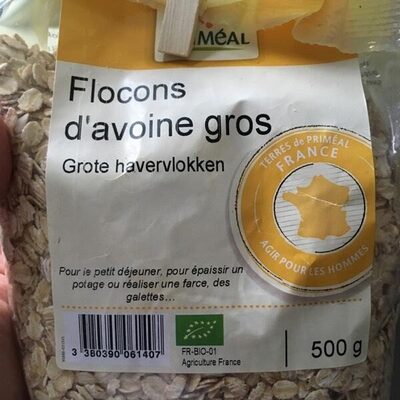 MÉAL
Flocons
d'avoine gros
Grote havervlokken
TERRES de PRIMÉAL
FRANCE
AGIR POUR LES HOMMES
Pour le petit déjeuner, pour épaissir un
potage ou réaliser une farce, des
galettes...
3 380390 061407
FR-BIO-01
Agriculture France
500 g